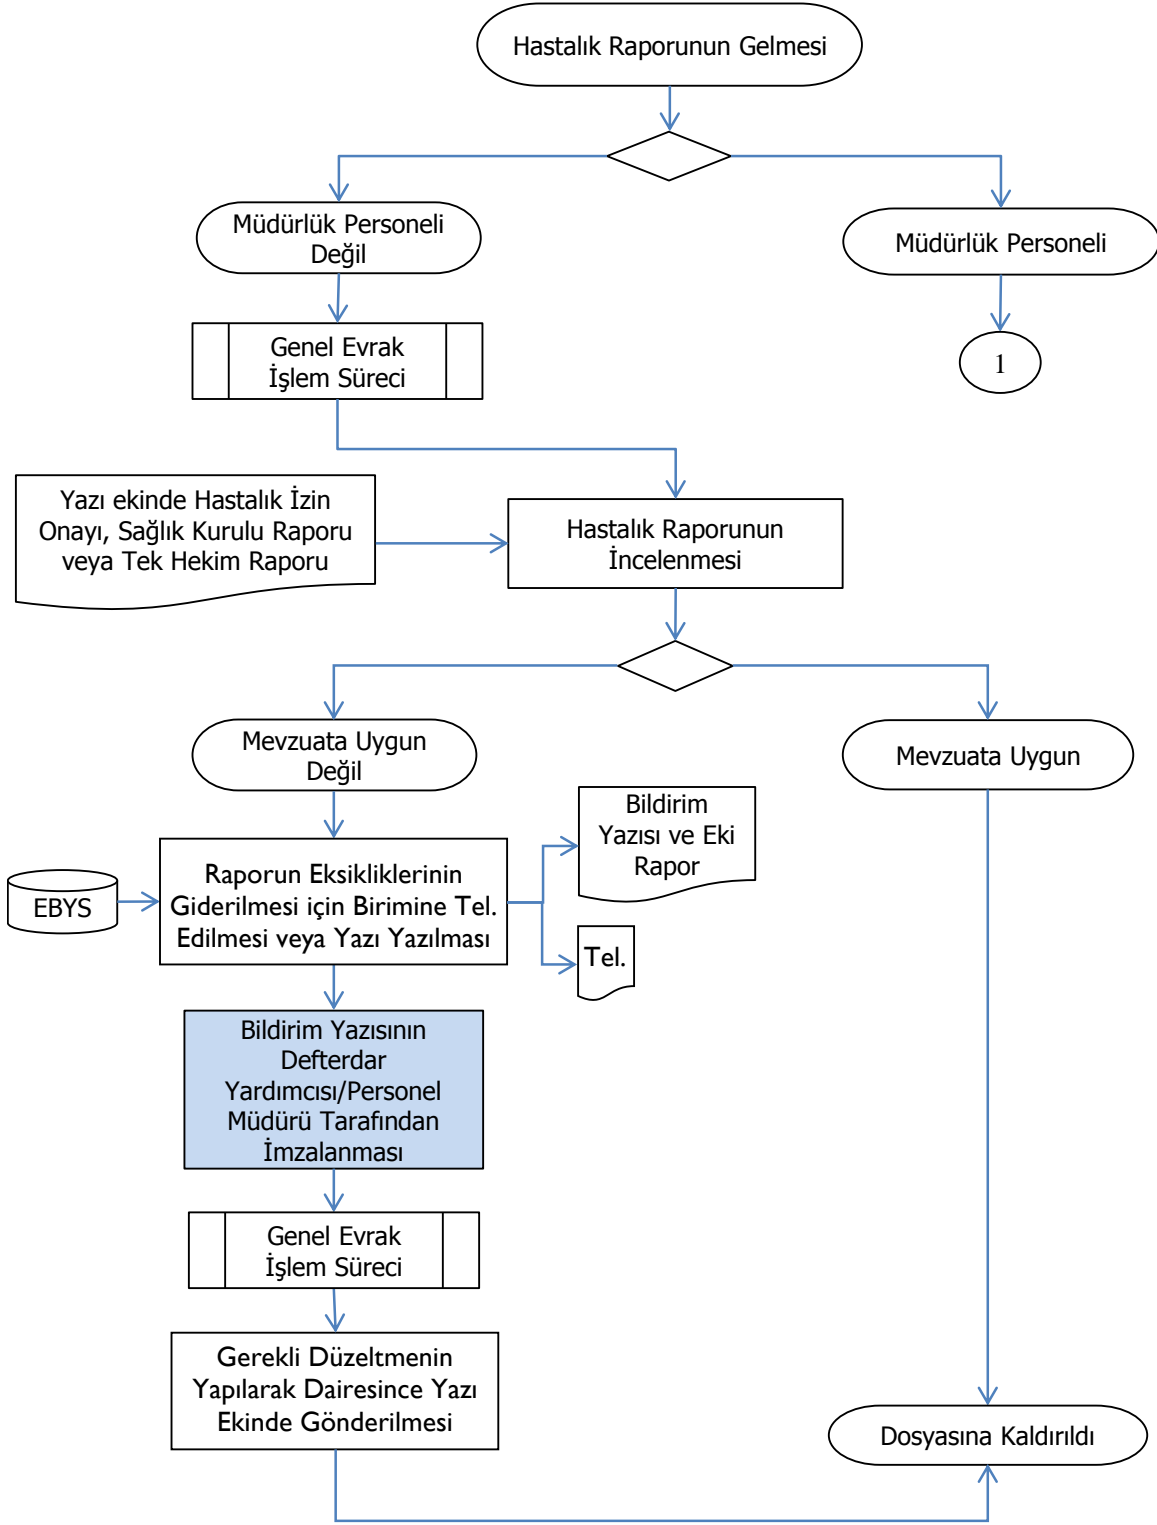 Hastalık Raporunun Gelmesi
Müdürlük Personeli
Değil
Müdürlük Personeli
Genel Evrak
İşlem Süreci
1
Yazı ekinde Hastalık İzin
Onayı, Sağlık Kurulu Raporu
veya Tek Hekim Raporu
Hastalık Raporunun
İncelenmesi
Mevzuata Uygun
Değil
Mevzuata Uygun
Bildirim
Yazısı ve Eki
Rapor
EBYS
Raporun Eksikliklerinin
Giderilmesi için Birimine Tel.
Edilmesi veya Yazı Yazılması
Tel.
Bildirim Yazısının
Defterdar
Yardımcısı/Personel
Müdürü Tarafından
İmzalanması
Genel Evrak
İşlem Süreci
Gerekli Düzeltmenin
Yapılarak Dairesince Yazı
Ekinde Gönderilmesi
Dosyasına Kaldırıldı